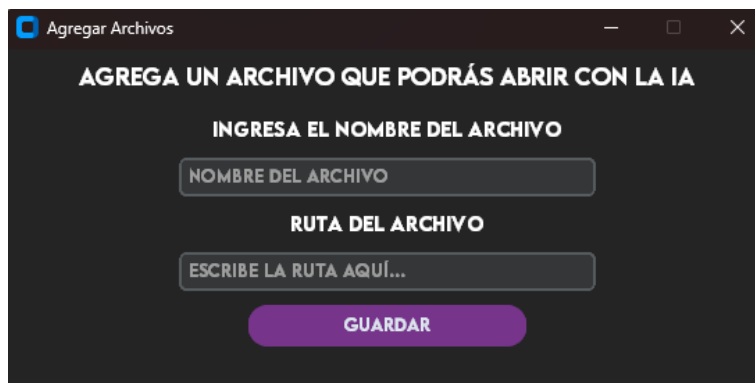 Agregar Archivos
AGREGA UN ARCHIVO QUE PODRÁS ABRIR CON LA IA
INGRESA EL NOMBRE DEL ARCHIVO
NOMBRE DEL ARCHIVO
RUTA DEL ARCHIVO
ESCRIBE LA RUTA AQUÍ...
GUARDAR